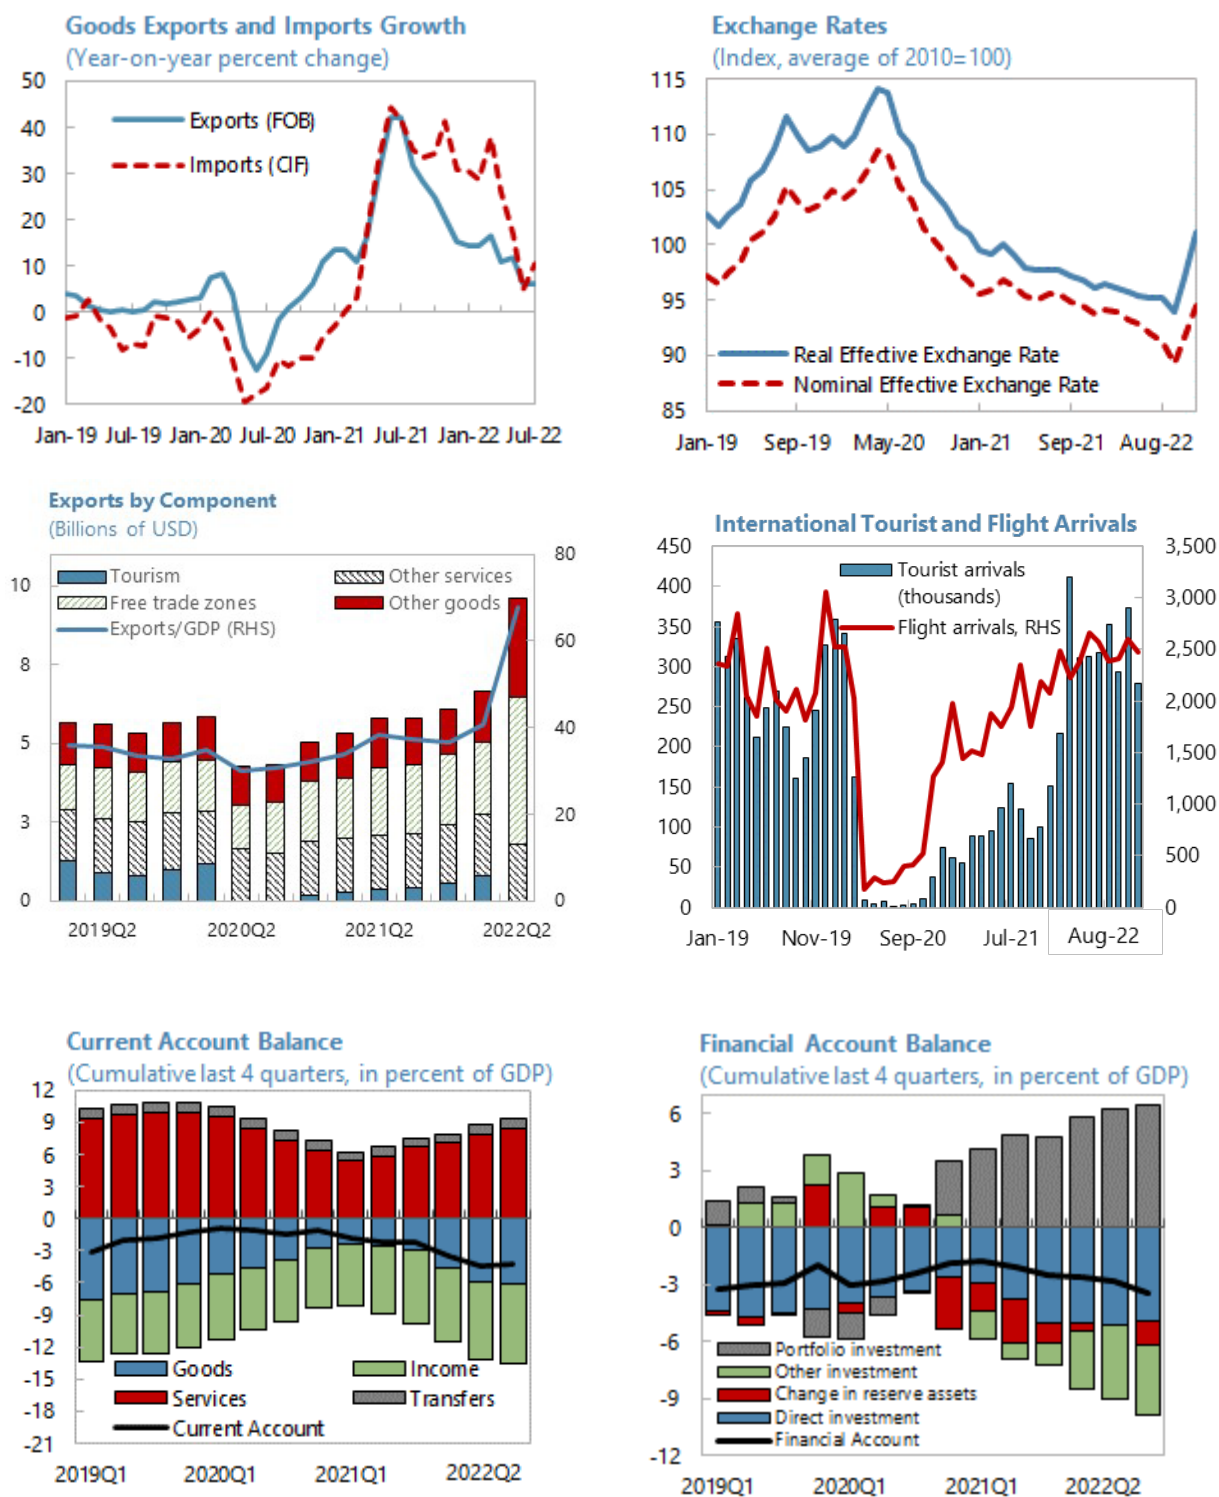 Goods Exports and Imports Growth
(Year-on-year percent change)
50
40
30
20
10
0
-10
-20
Exports (FOB)
Imports (CIF)
Jan-19 Jul-19 Jan-20 Jul-20 Jan-21 Jul-21 Jan-22 Jul-22
Exchange Rates
(Index, average of 2010=100)
115
110
105
100
95
90
85
Real Effective Exchange Rate
Nominal Effective Exchange Rate
Jan-19 Sep-19 May-20 Jan-21 Sep-21 Aug-22
Exports by Component
(Billions of USD)
10
8
5
3
0
80
60
40
20
0
Tourism Other services
Free trade zones Other goods
Exports/GDP (RHS)
2019Q2 2020Q2 2021Q2 2022Q2
International Tourist and Flight Arrivals
450
400
350
300
250
200
150
100
50
0
3,500
3,000
2,500
2,000
1,500
1,000
500
0
Tourist arrivals
(thousands)
Flight arrivals, RHS
Jan-19 Nov-19 Sep-20 Jul-21 Aug-22
Current Account Balance
(Cumulative last 4 quarters, in percent of GDP)
12
9
6
3
0
-3
-6
-9
-12
-15
-18
-21
Goods Income
Services Transfers
Current Account
2019Q1 2020Q1 2021Q1 2022Q2
Financial Account Balance
(Cumulative last 4 quarters, in percent of GDP)
6
3
0
-3
-6
-9
-12
Portfolio investment
Other investment
Change in reserve assets
Direct investment
Financial Account
2019Q1 2020Q1 2021Q1 2022Q2